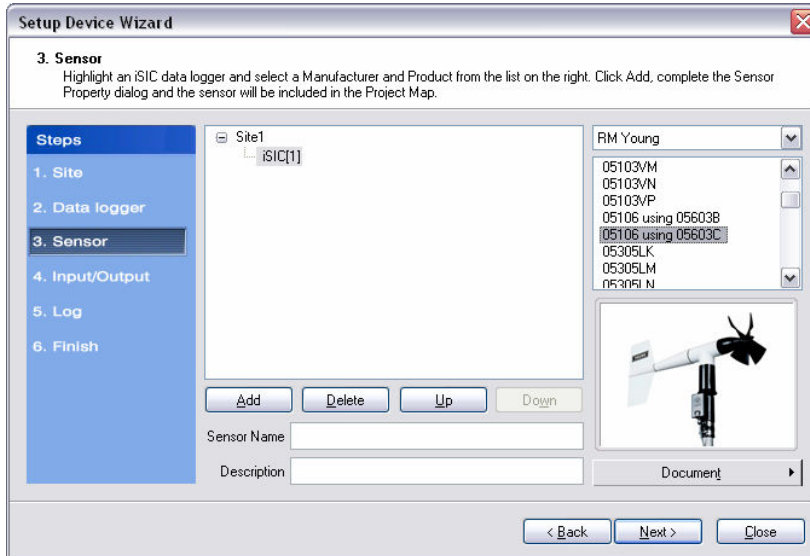 Setup Device Wizard
3. Sensor
Highlight an iSIC data logger and select a Manufacturer and Product from the list on the right. Click Add, complete the Sensor
Property dialog and the sensor will be included in the Project Map.
Steps
1. Site
2. Data logger
3. Sensor
4. Input/Output
5. Log
6. Finish
Site1
iSIC[1]
Add
Delete
Up
Down
Sensor Name
Description
RM Young
05103VM
05103VN
05103VP
05106 using 05603B
05106 using 05603C
05305LK
05305LM
05305LN
Document
< Back
Next >
Close